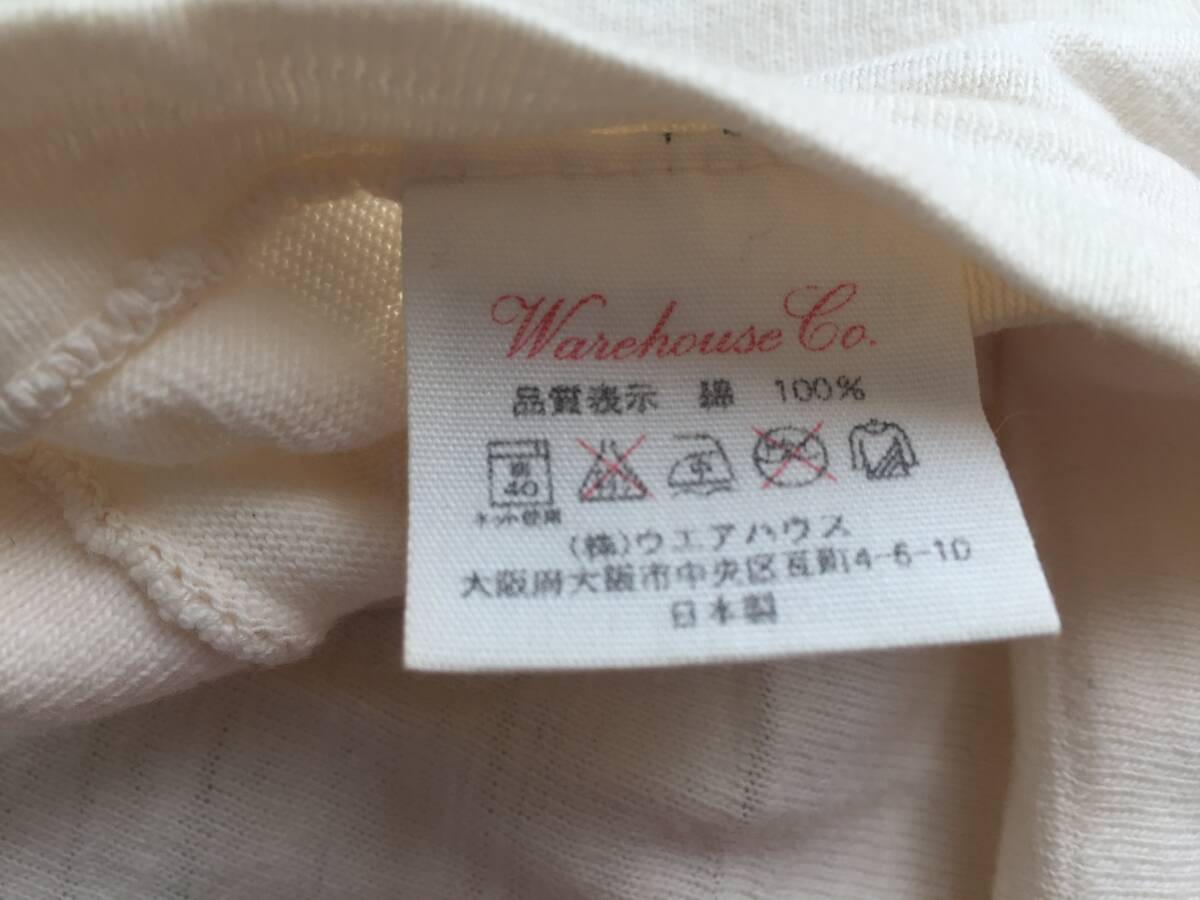 Warehouse Co.
品質表示 綿 100%
弱 40 中
ネット使用
(株)ウエアハウス
大阪府大阪市中央区瓦町4-6-10
日本製